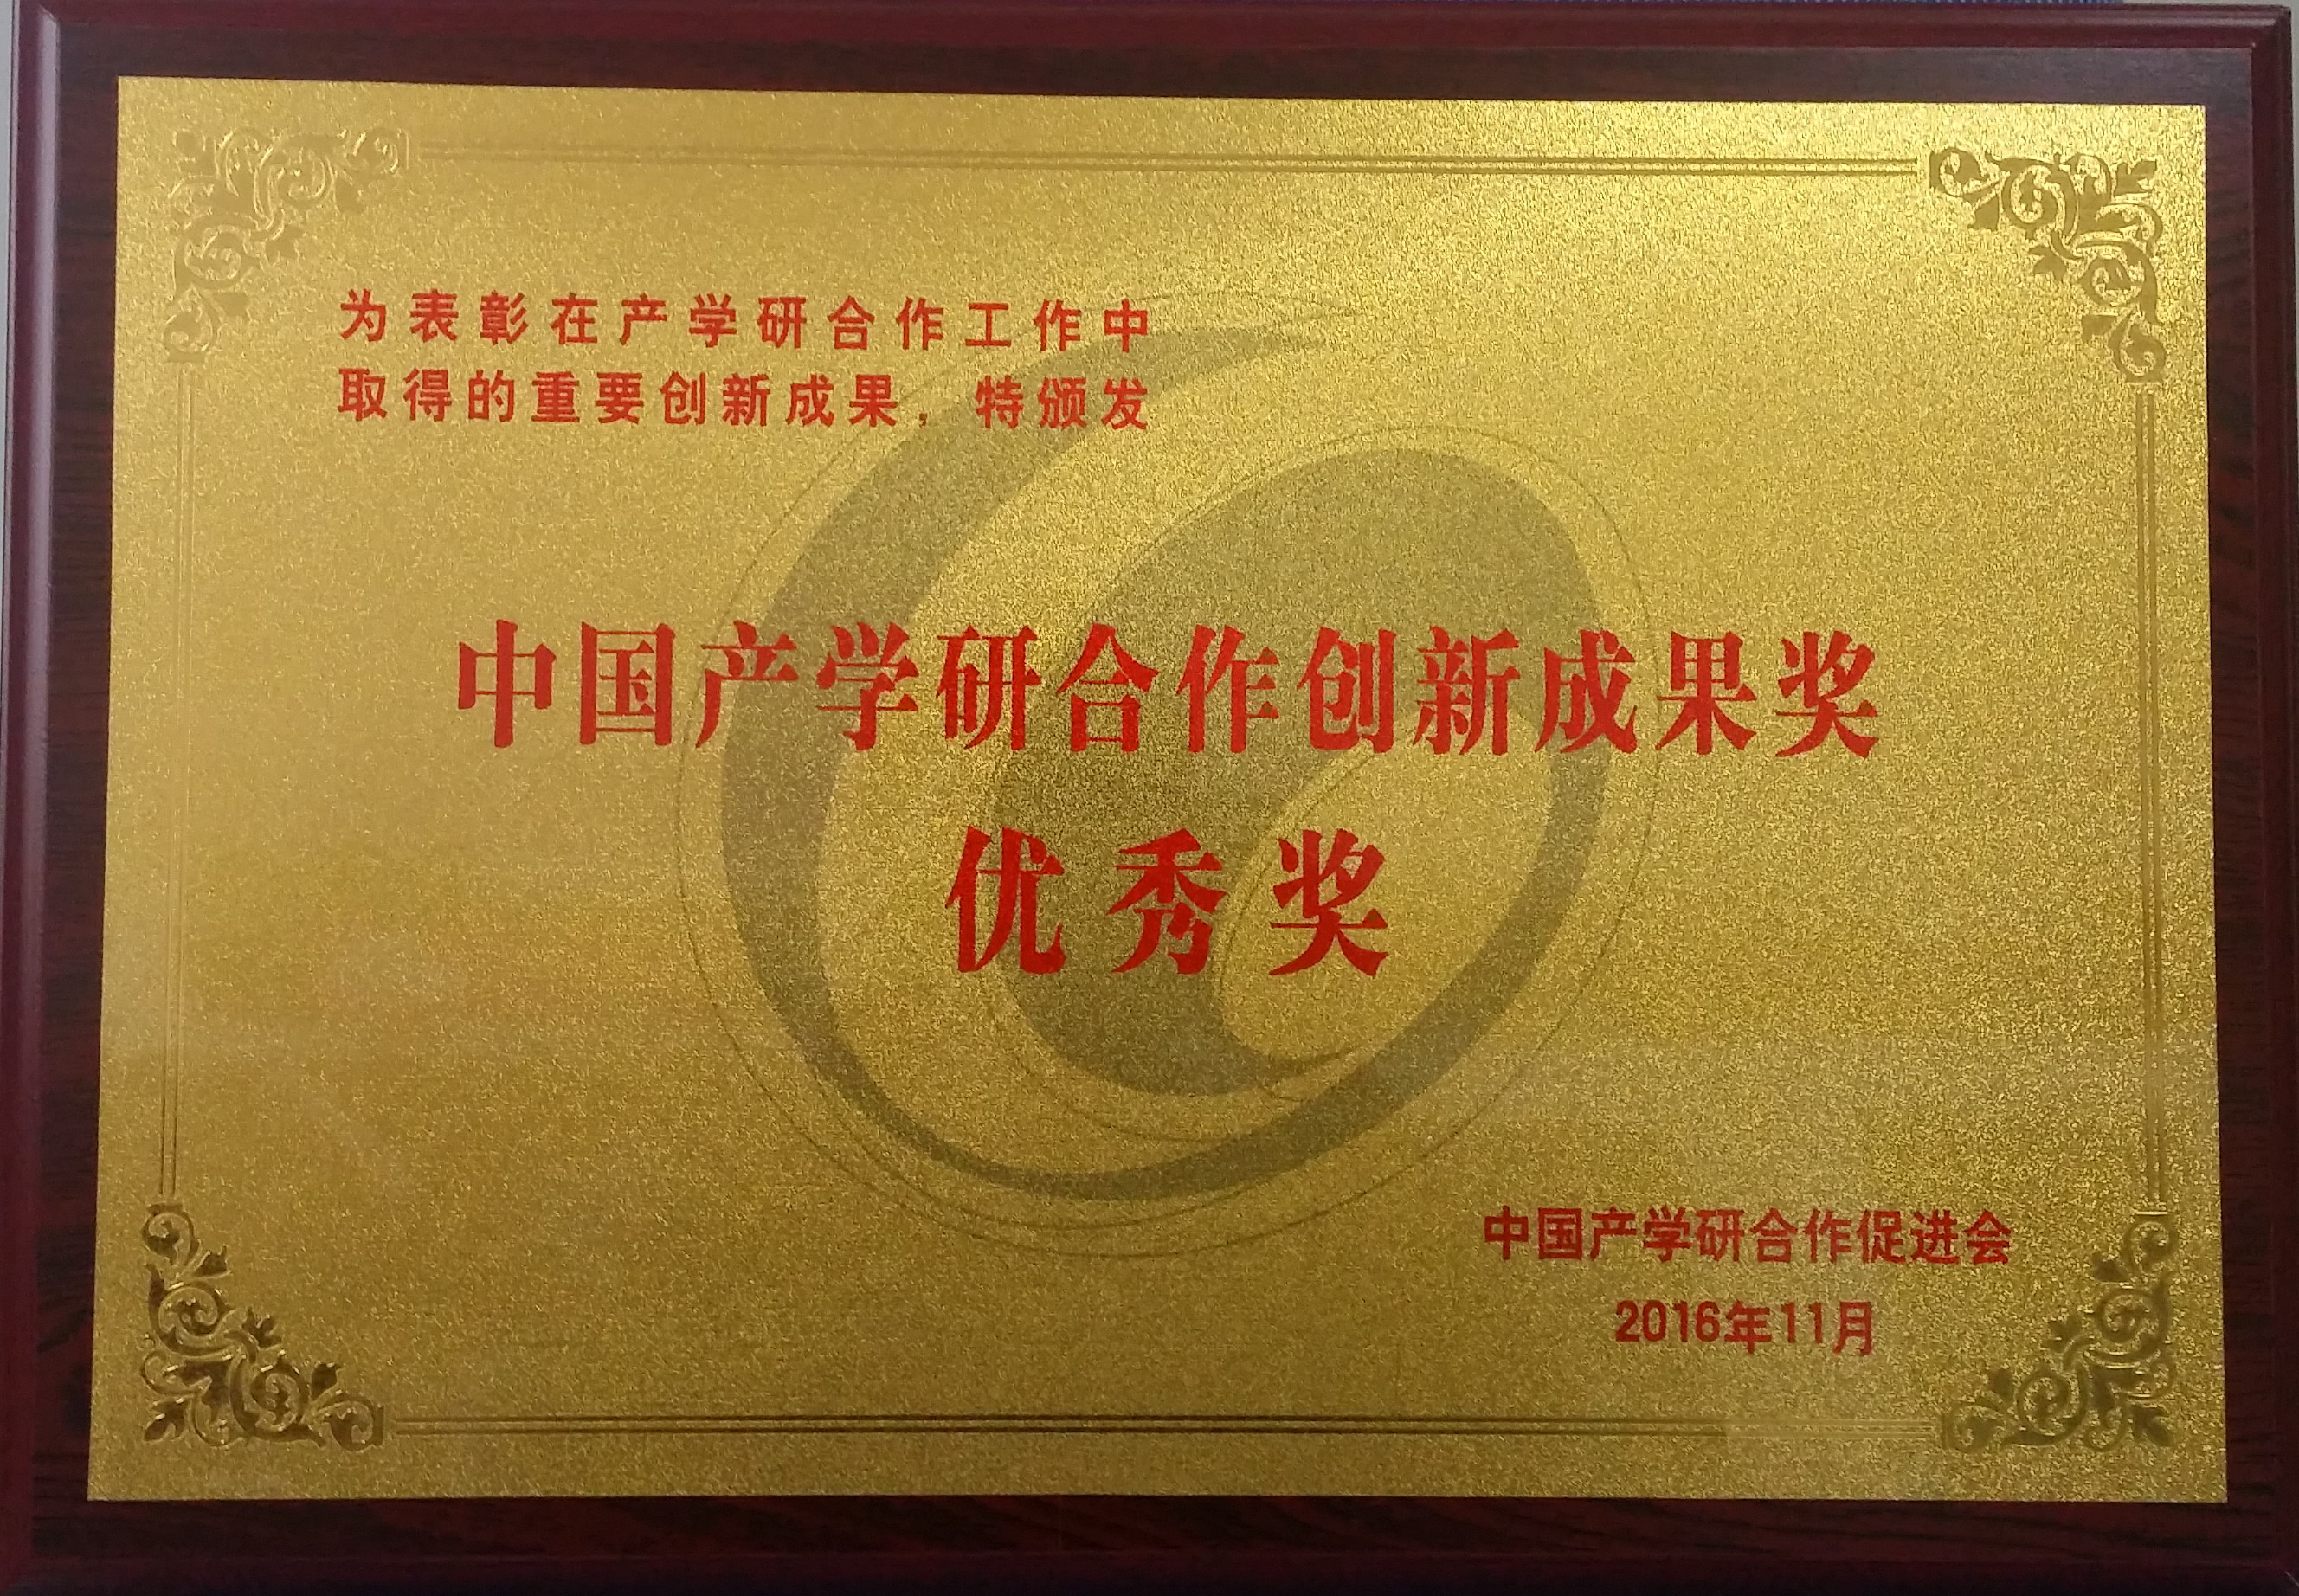 为表彰在产学研合作工作中
取得的重要创新成果，特颁发
中国产学研合作创新成果奖
优秀奖
中国产学研合作促进会
2016年11月